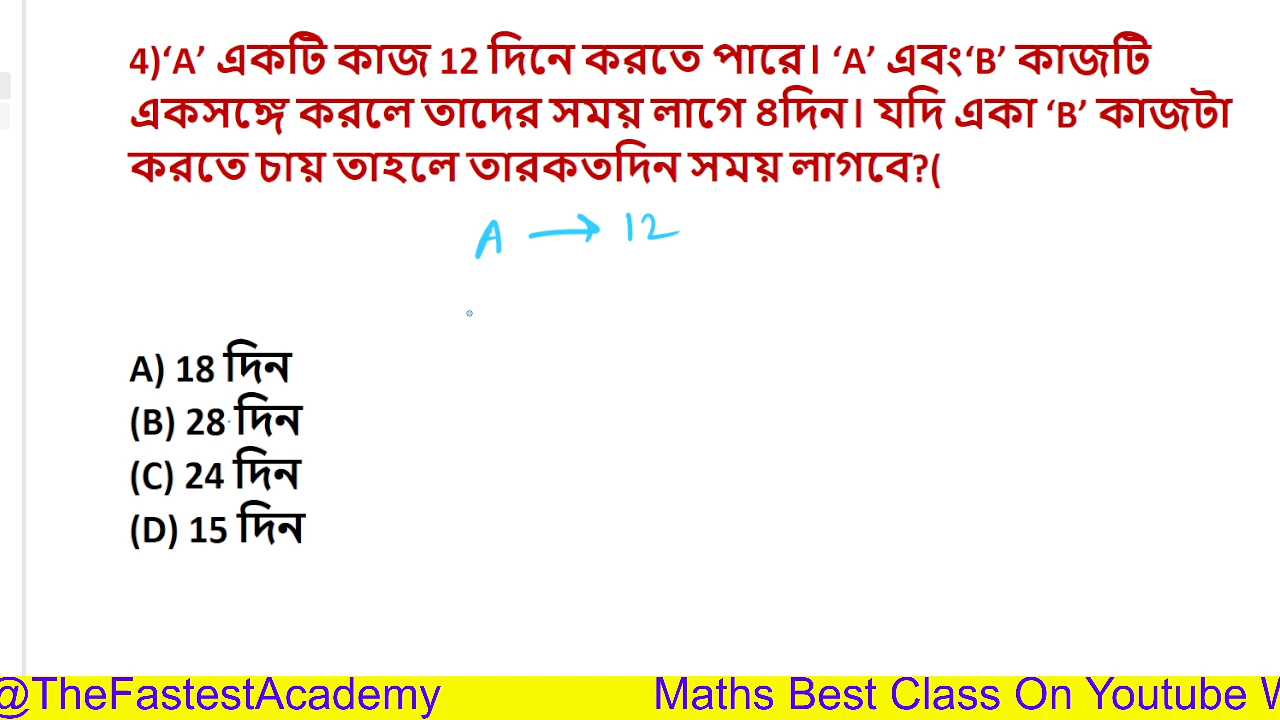 4)‘A’ একটি কাজ 12 দিনে করতে পারে। ‘A’ এবং‘B’ কাজটি
একসঙ্গে করলে তাদের সময় লাগে ৪দিন। যদি একা ‘B’ কাজটা
করতে চায় তাহলে তারকতদিন সময় লাগবে?(
A → 12
A) 18 দিন
(B) 28 দিন
(C) 24 দিন
(D) 15 দিন
@TheFastestAcademy Maths Best Class On Youtube W